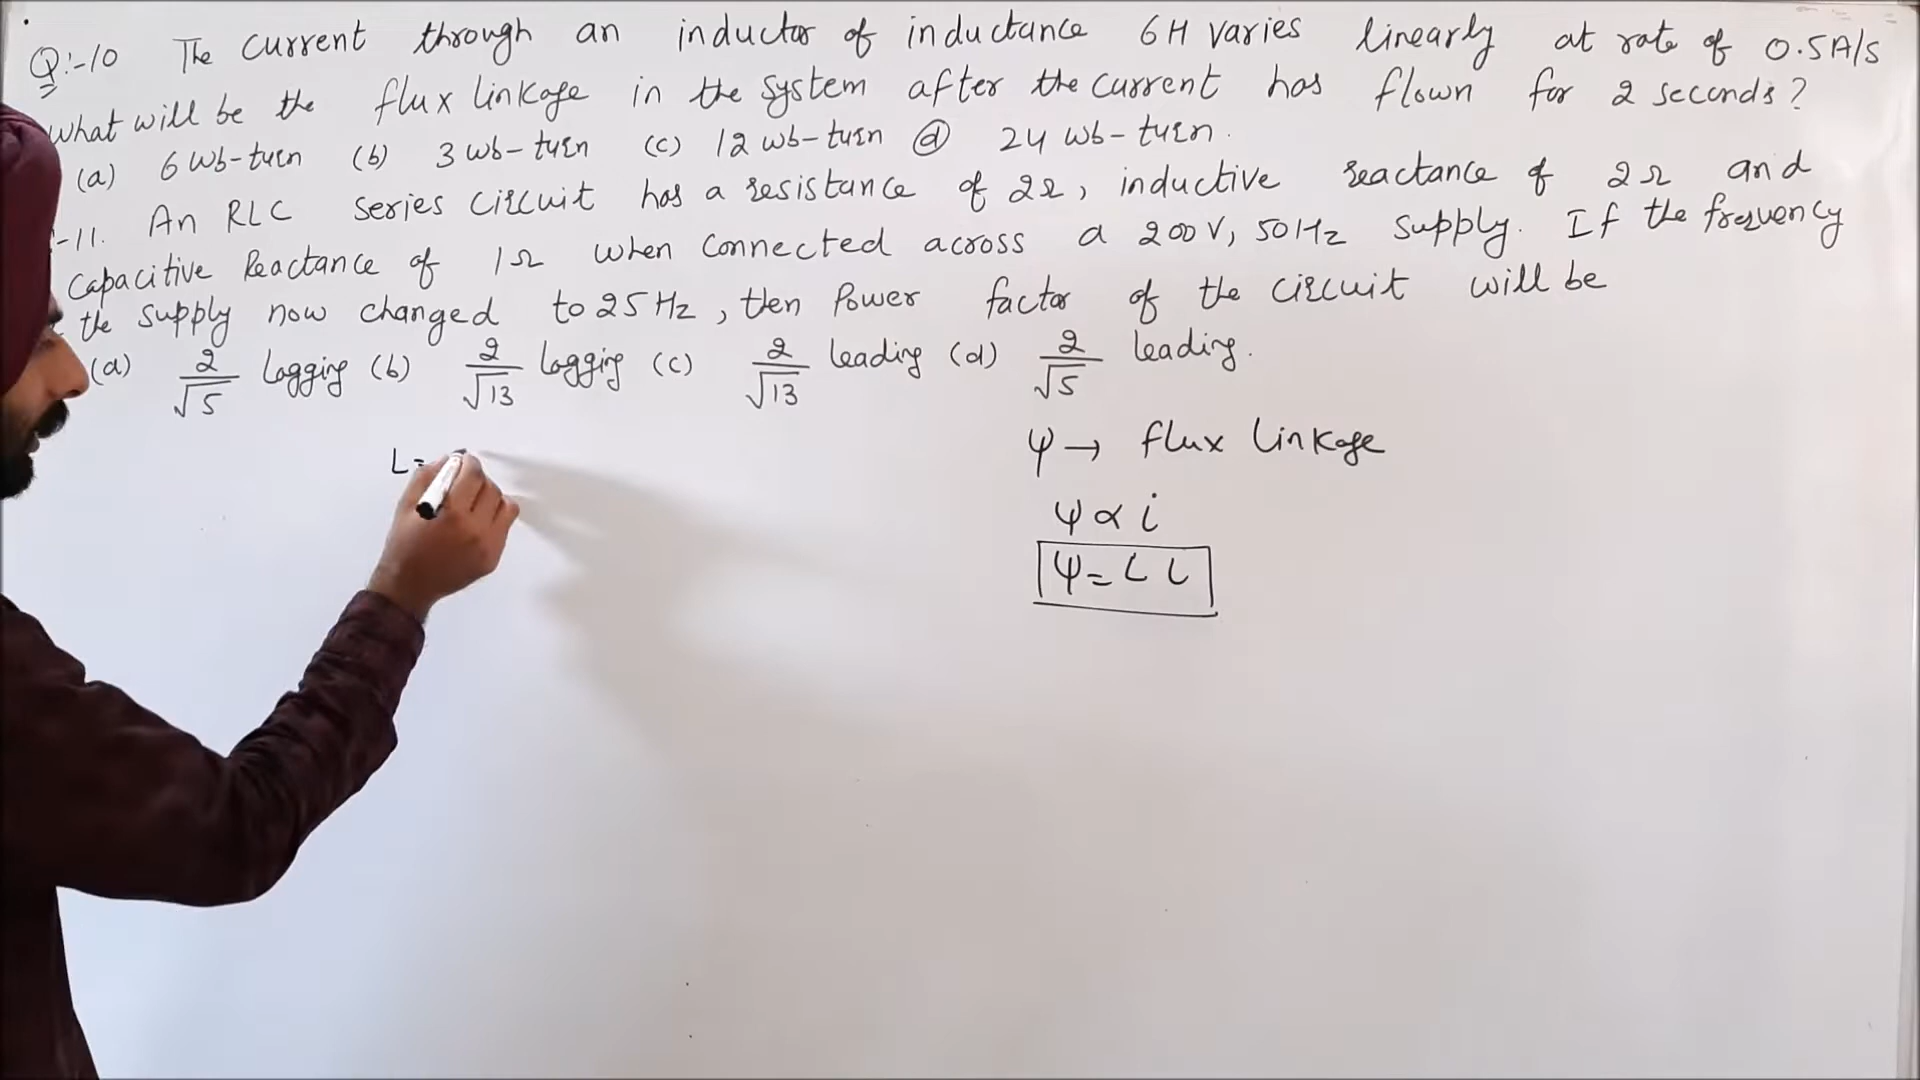 Q:-10 The current through an inductor of inductance 6H varies linearly at rate of 0.5A/s
what will be the flux linkage in the system after the current has flown for 2 seconds?
(a) 6 wb-turn (b) 3 wb-turn (c) 12 wb-turn (d) 24 wb-turn.
-11. An RLC series circuit has a resistance of 2Ω, inductive reactance of 2Ω and
capacitive Reactance of 1Ω when connected across a 200V, 50Hz supply. If the frequency
the supply now changed to 25Hz, then Power factor of the circuit will be
(a) 2/√5 lagging (b) 2/√13 lagging (c) 2/√13 leading (d) 2/√5 leading.
ψ → flux linkage
ψ ∝ i
ψ = L i
L=